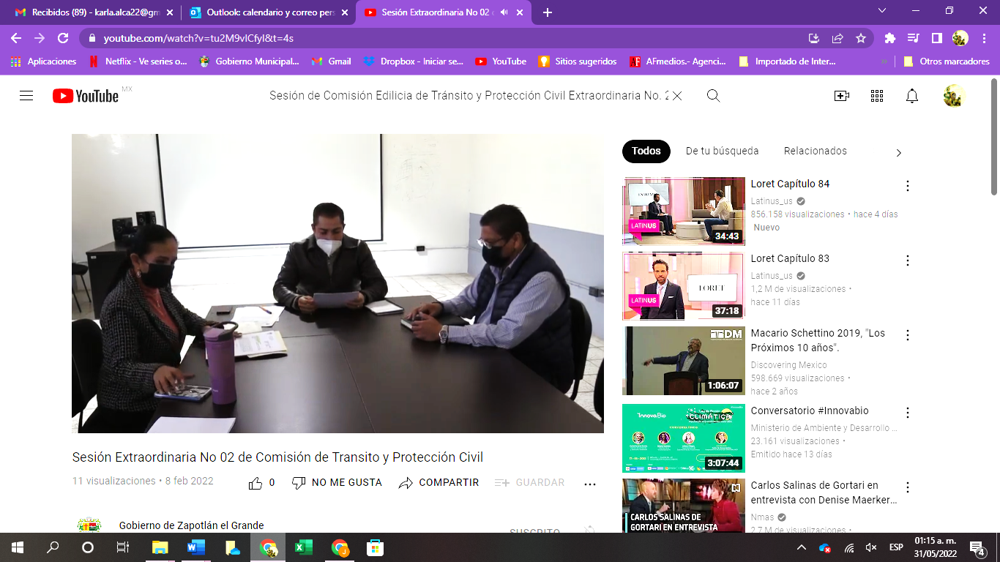 Recibidos (89) - karla.alca22@gm
Outlook: calendario y correo pers
Sesión Extraordinaria No 02
youtube.com/watch?v=tu2M9vlCfyI&t=4s
Aplicaciones
Netflix - Ve series o...
Gobierno Municipal...
Gmail
Dropbox - Iniciar se...
YouTube
Sitios sugeridos
AFmedios.- Agenci...
Importado de Inter...
Otros marcadores
YouTube MX
Sesión de Comisión Edilicia de Tránsito y Protección Civil Extraordinaria No. 2
Todos
De tu búsqueda
Relacionados
Loret Capítulo 84
Latinus_us
856.158 visualizaciones • hace 4 días
Nuevo
LATINUS
34:43
Loret Capítulo 83
Latinus_us
1,2 M de visualizaciones •
hace 11 días
LORET
LATINUS
37:18
Macario Schettino 2019, "Los
Próximos 10 años".
Discovering Mexico
598.669 visualizaciones •
hace 2 años
DM
1:06:07
Conversatorio #Innovabio
Ministerio de Ambiente y Desarrollo ...
23.161 visualizaciones •
Emitido hace 13 días
InnovaBio
CLIMÁTICA
CONVERSATORIO
3:07:44
Carlos Salinas de Gortari en
entrevista con Denise Maerker...
Nmas
2,7 M de visualizaciones •
CARLOS SALINAS DE
GORTARI EN ENTREVISTA
Sesión Extraordinaria No 02 de Comisión de Transito y Protección Civil
11 visualizaciones • 8 feb 2022
0
NO ME GUSTA
COMPARTIR
GUARDAR
Gobierno de Zapotlán el Grande
SUSCRITO
ESP
01:15 a. m.
31/05/2022
4